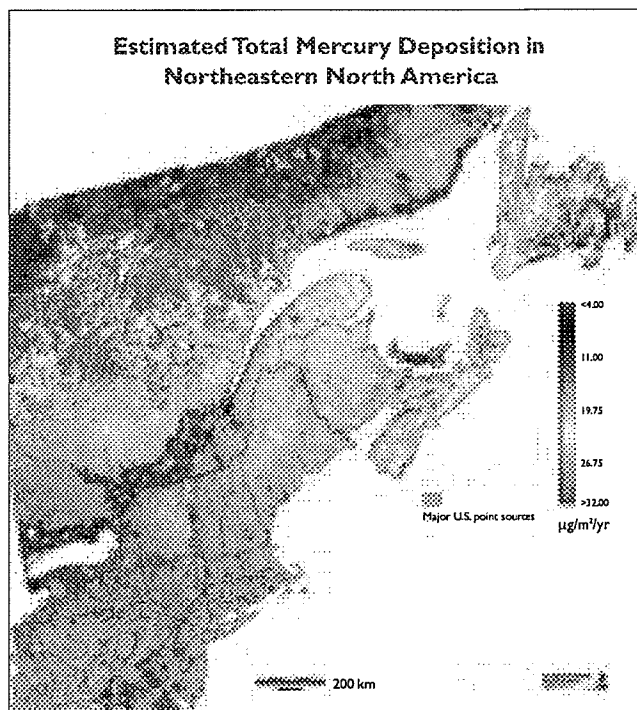 Estimated Total Mercury Deposition in
Northeastern North America
<4.00
11.00
19.75
26.75
>32.00
Major U.S. point sources
µg/m²/yr
200 km